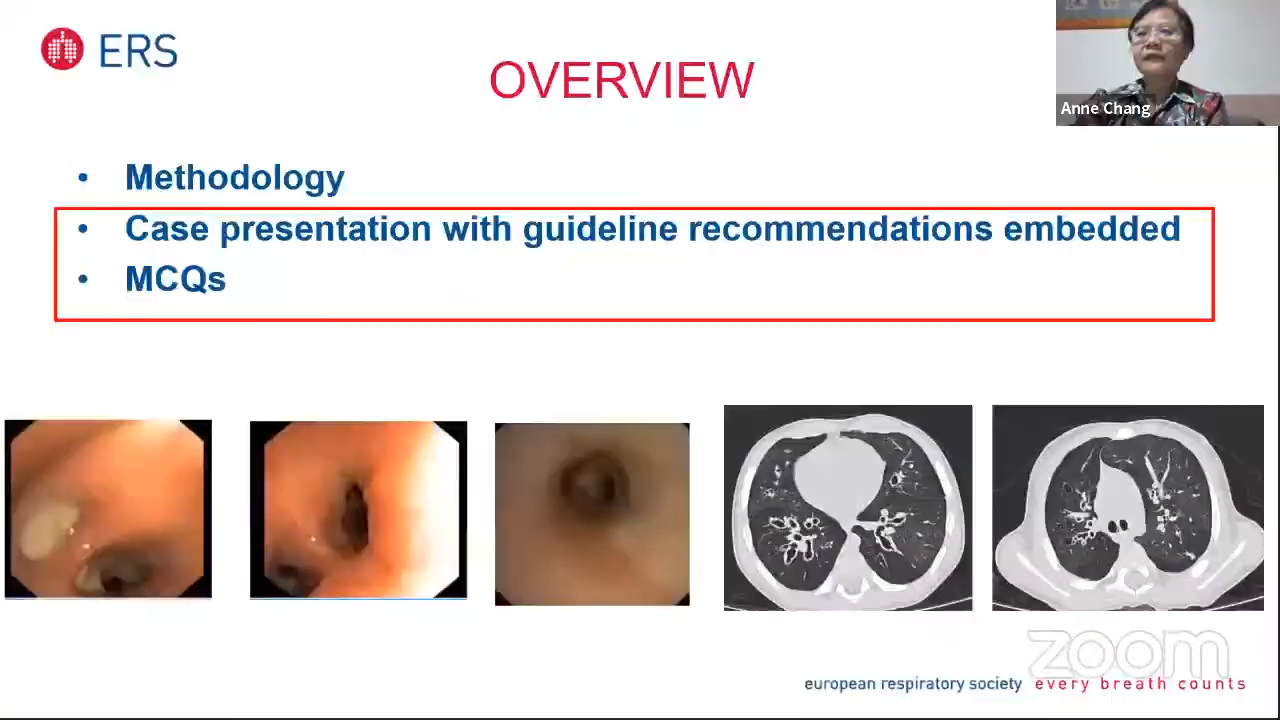 ERS
OVERVIEW
Anne Chang
• Methodology
• Case presentation with guideline recommendations embedded
• MCQs
zoom
european respiratory society every breath counts